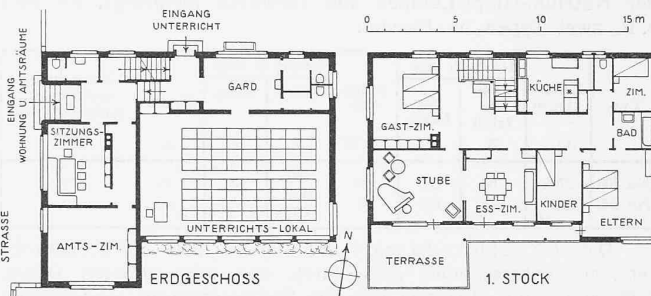 EINGANG
UNTERRICHT
0 5 10 15 m
EINGANG
WOHNUNG U. AMTSRÄUME
GARD
KÜCHE
ZIM.
SITZUNGS-
ZIMMER
GAST-ZIM.
BAD
STUBE
ESS-ZIM.
KINDER
ELTERN
STRASSE
AMTS-ZIM.
UNTERRICHTS-LOKAL
N
TERRASSE
ERDGESCHOSS
1. STOCK